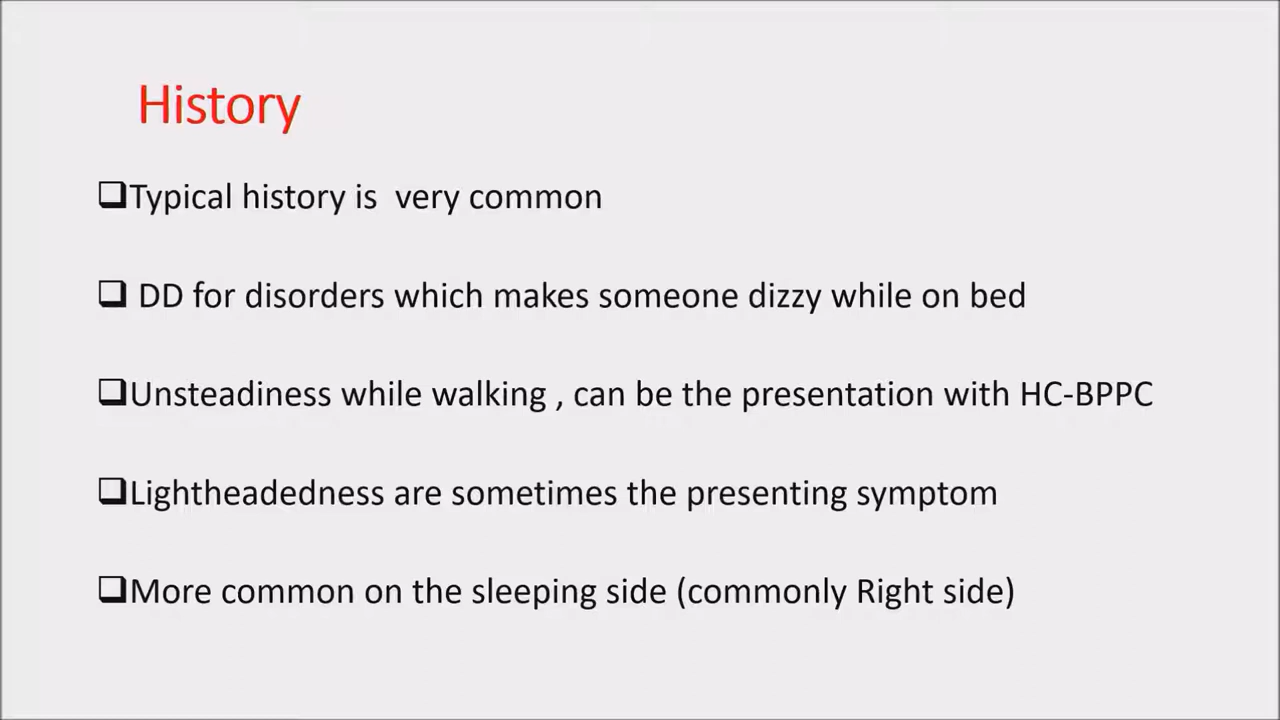 History
❑Typical history is very common
❑ DD for disorders which makes someone dizzy while on bed
❑Unsteadiness while walking , can be the presentation with HC-BPPC
❑Lightheadedness are sometimes the presenting symptom
❑More common on the sleeping side (commonly Right side)